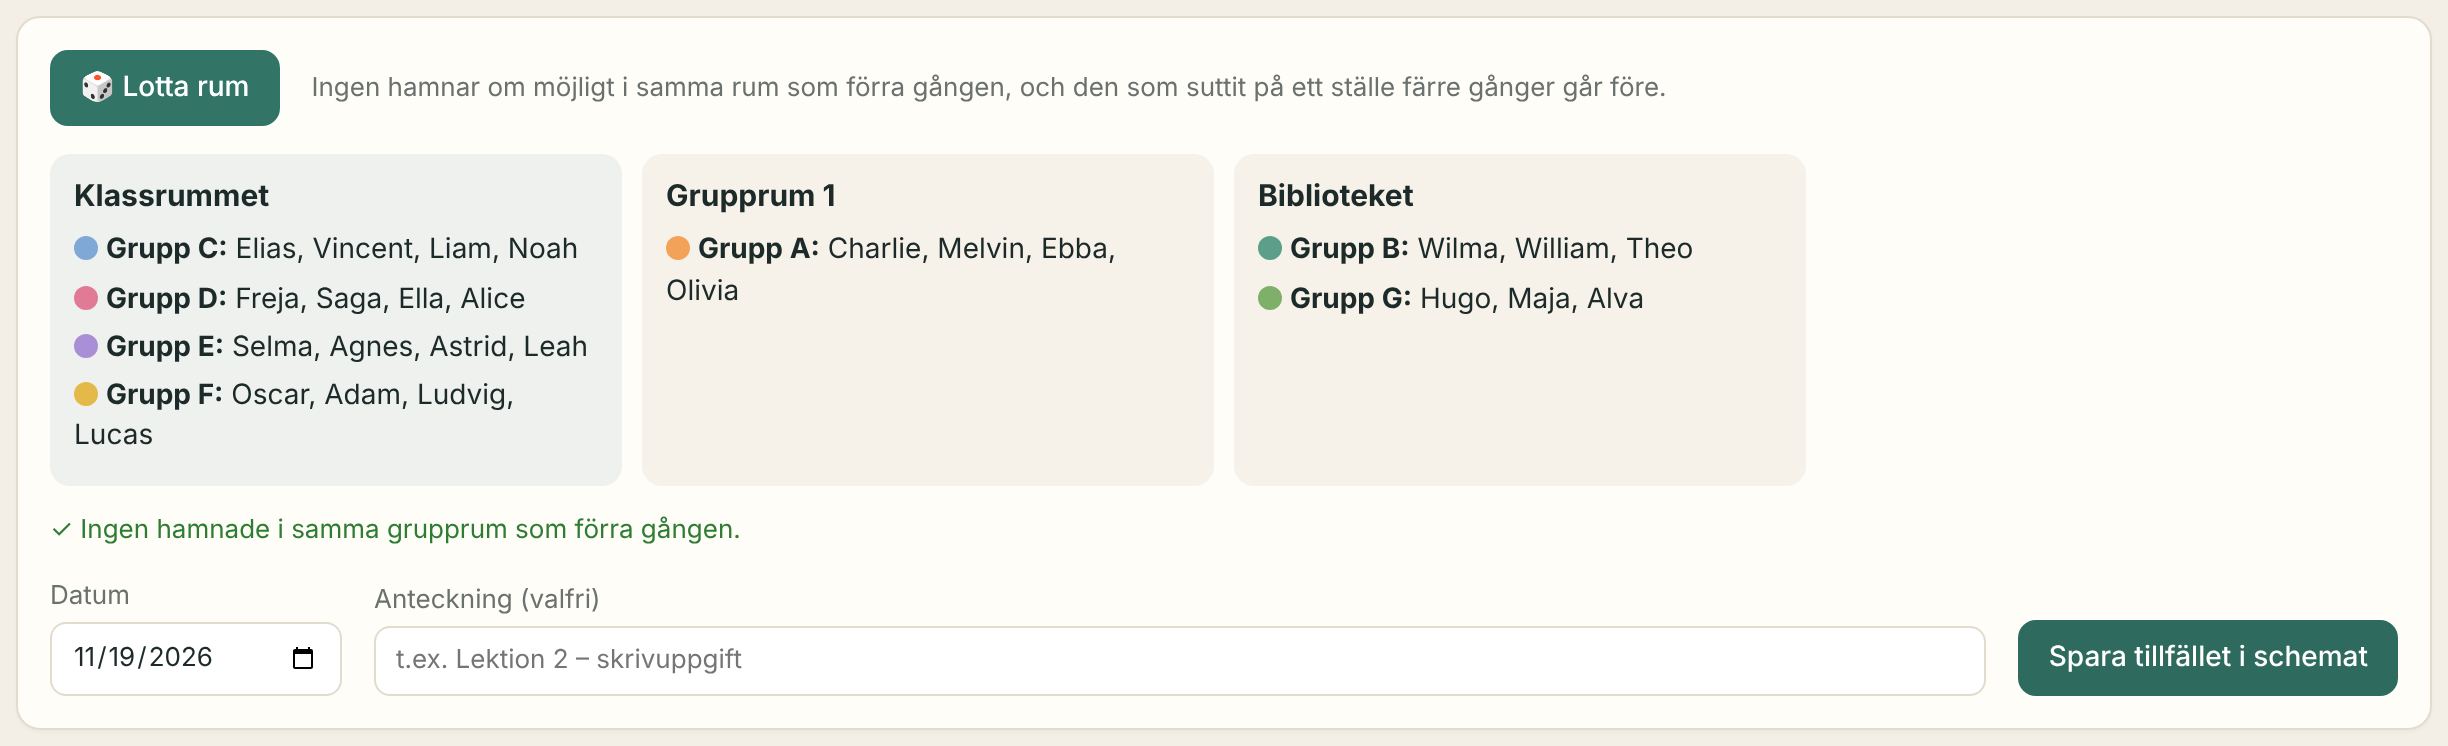 🎲 Lotta rum
Ingen hamnar om möjligt i samma rum som förra gången, och den som suttit på ett ställe färre gånger går före.
Klassrummet
Grupp C: Elias, Vincent, Liam, Noah
Grupp D: Freja, Saga, Ella, Alice
Grupp E: Selma, Agnes, Astrid, Leah
Grupp F: Oscar, Adam, Ludvig,
Lucas
Grupprum 1
Grupp A: Charlie, Melvin, Ebba,
Olivia
Biblioteket
Grupp B: Wilma, William, Theo
Grupp G: Hugo, Maja, Alva
✓ Ingen hamnade i samma grupprum som förra gången.
Datum
11/19/2026
Anteckning (valfri)
t.ex. Lektion 2 – skrivuppgift
Spara tillfället i schemat